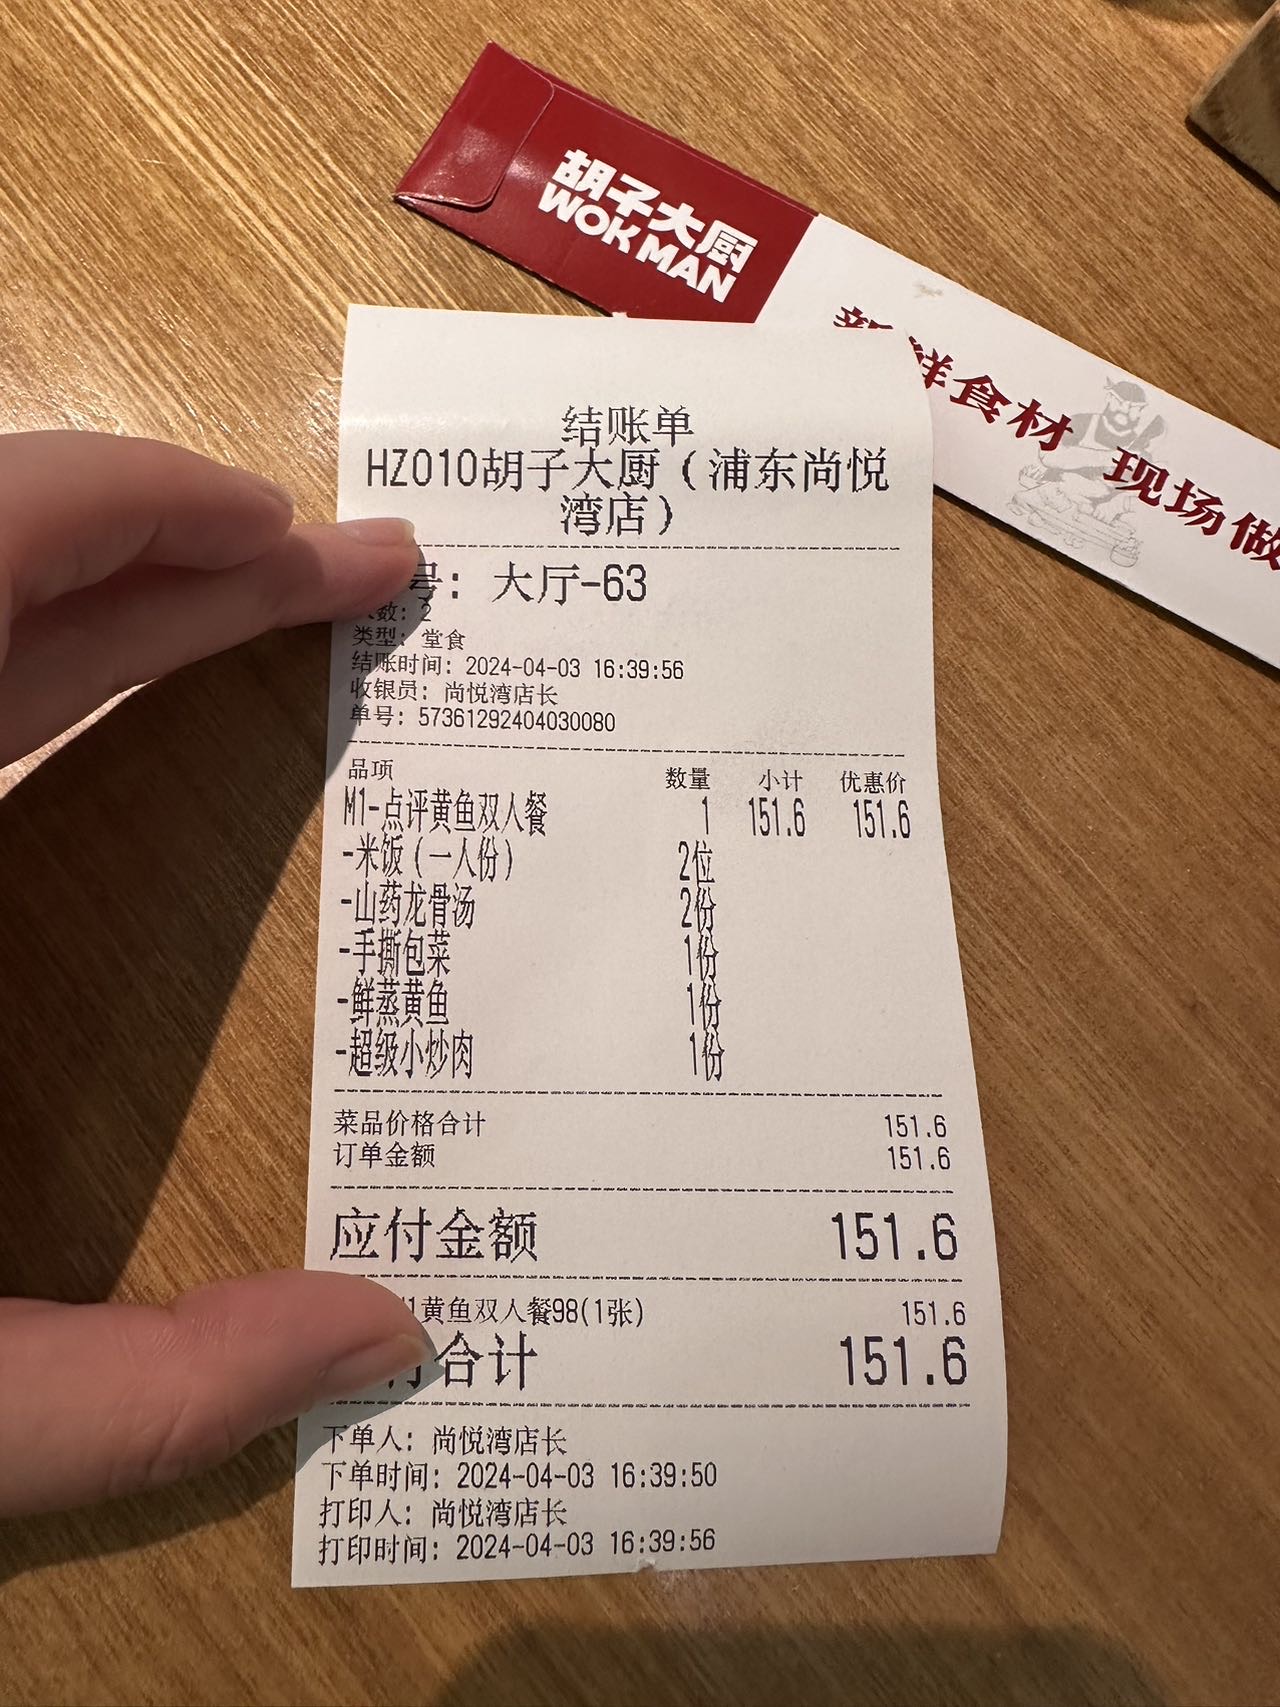 胡子大厨
WOK MAN
新鲜食材 现场做
结账单
HZ010胡子大厨(浦东尚悦
湾店)
号: 大厅-63
人数: 2
类型: 堂食
结账时间: 2024-04-03 16:39:56
收银员: 尚悦湾店长
单号: 57361292404030080
品项 数量 小计 优惠价
M1-点评黄鱼双人餐 1 151.6 151.6
-米饭(一人份) 2位
-山药龙骨汤 2份
-手撕包菜 1份
-鲜蒸黄鱼 1份
-超级小炒肉 1份
菜品价格合计 151.6
订单金额 151.6
应付金额 151.6
黄鱼双人餐98(1张) 151.6
合计 151.6
下单人: 尚悦湾店长
下单时间: 2024-04-03 16:39:50
打印人: 尚悦湾店长
打印时间: 2024-04-03 16:39:56